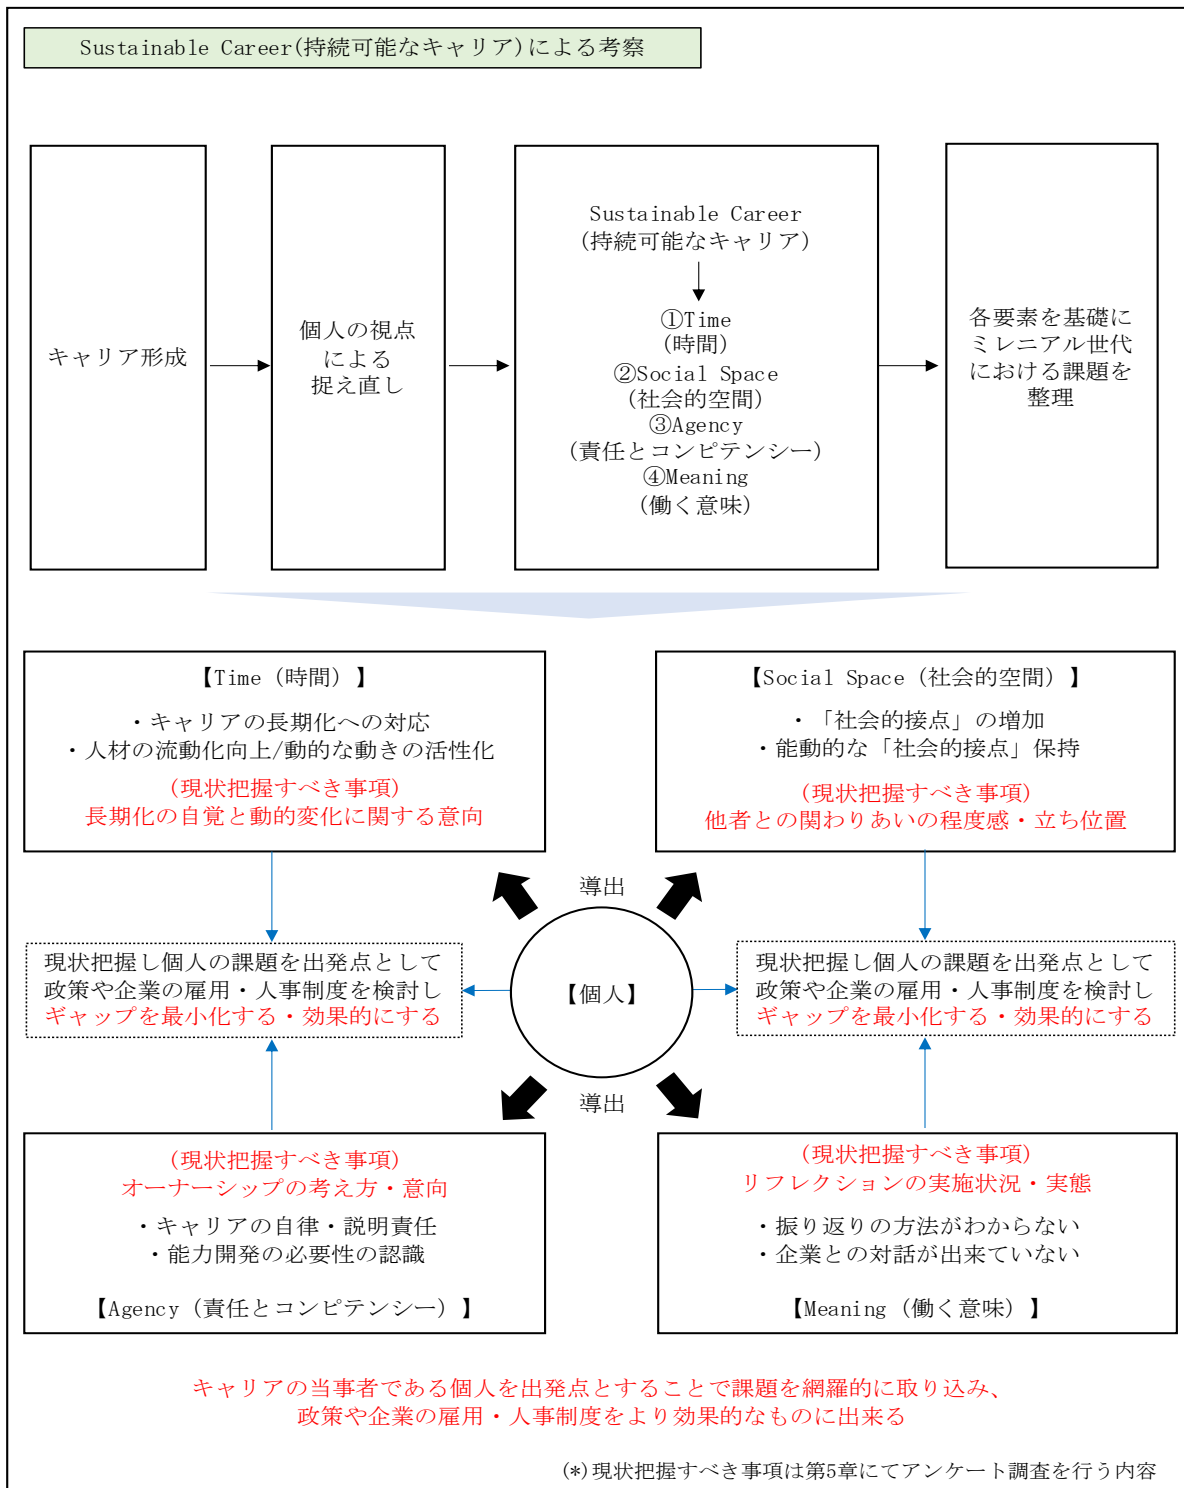 Sustainable Career(持続可能なキャリア)による考察
キャリア形成
個人の視点
による
捉え直し
Sustainable Career
(持続可能なキャリア)
①Time
(時間)
②Social Space
(社会的空間)
③Agency
(責任とコンピテンシー)
④Meaning
(働く意味)
各要素を基礎に
ミレニアル世代
における課題を
整理
【Time (時間) 】
・キャリアの長期化への対応
・人材の流動化向上/動的な動きの活性化
(現状把握すべき事項)
長期化の自覚と動的変化に関する意向
【Social Space (社会的空間) 】
・「社会的接点」の増加
・能動的な「社会的接点」保持
(現状把握すべき事項)
他者との関わりあいの程度感・立ち位置
導出
現状把握し個人の課題を出発点として
政策や企業の雇用・人事制度を検討し
ギャップを最小化する・効果的にする
【個人】
現状把握し個人の課題を出発点として
政策や企業の雇用・人事制度を検討し
ギャップを最小化する・効果的にする
導出
(現状把握すべき事項)
オーナーシップの考え方・意向
・キャリアの自律・説明責任
・能力開発の必要性の認識
【Agency (責任とコンピテンシー) 】
(現状把握すべき事項)
リフレクションの実施状況・実態
・振り返りの方法がわからない
・企業との対話が出来ていない
【Meaning (働く意味) 】
キャリアの当事者である個人を出発点とすることで課題を網羅的に取り込み、
政策や企業の雇用・人事制度をより効果的なものに出来る
(*)現状把握すべき事項は第5章にてアンケート調査を行う内容